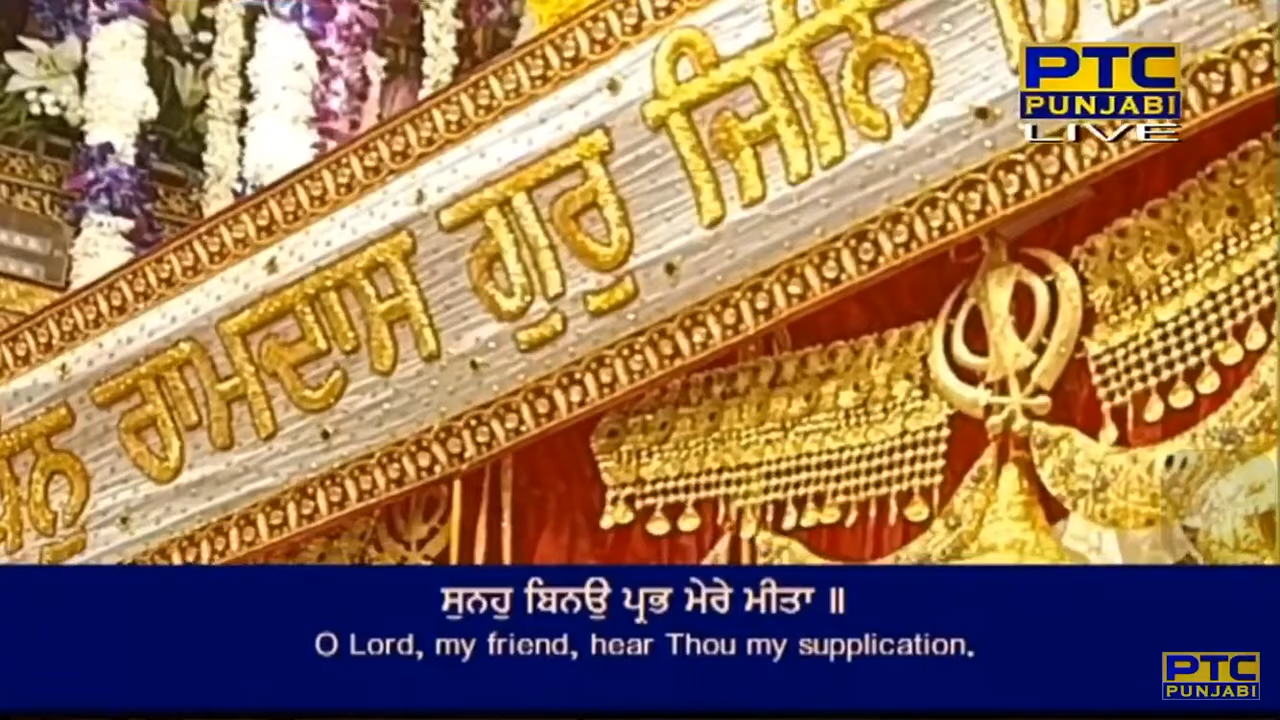 ਰਾਮਦਾਸ ਗੁਰੁ ਜਿਨਿ
PTC
PUNJABI
LIVE
ਸੁਨਹੁ ਬਿਨਉ ਪ੍ਰਭ ਮੇਰੇ ਮੀਤਾ ॥
O Lord, my friend, hear Thou my supplication.
PTC
PUNJABI